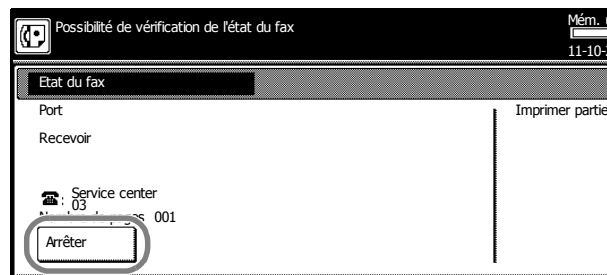 Possibilité de vérification de l'état du fax
Mém.
11-10-
Etat du fax
Port
Imprimer partie
Recevoir
☎: Service center
03
001
Arrêter